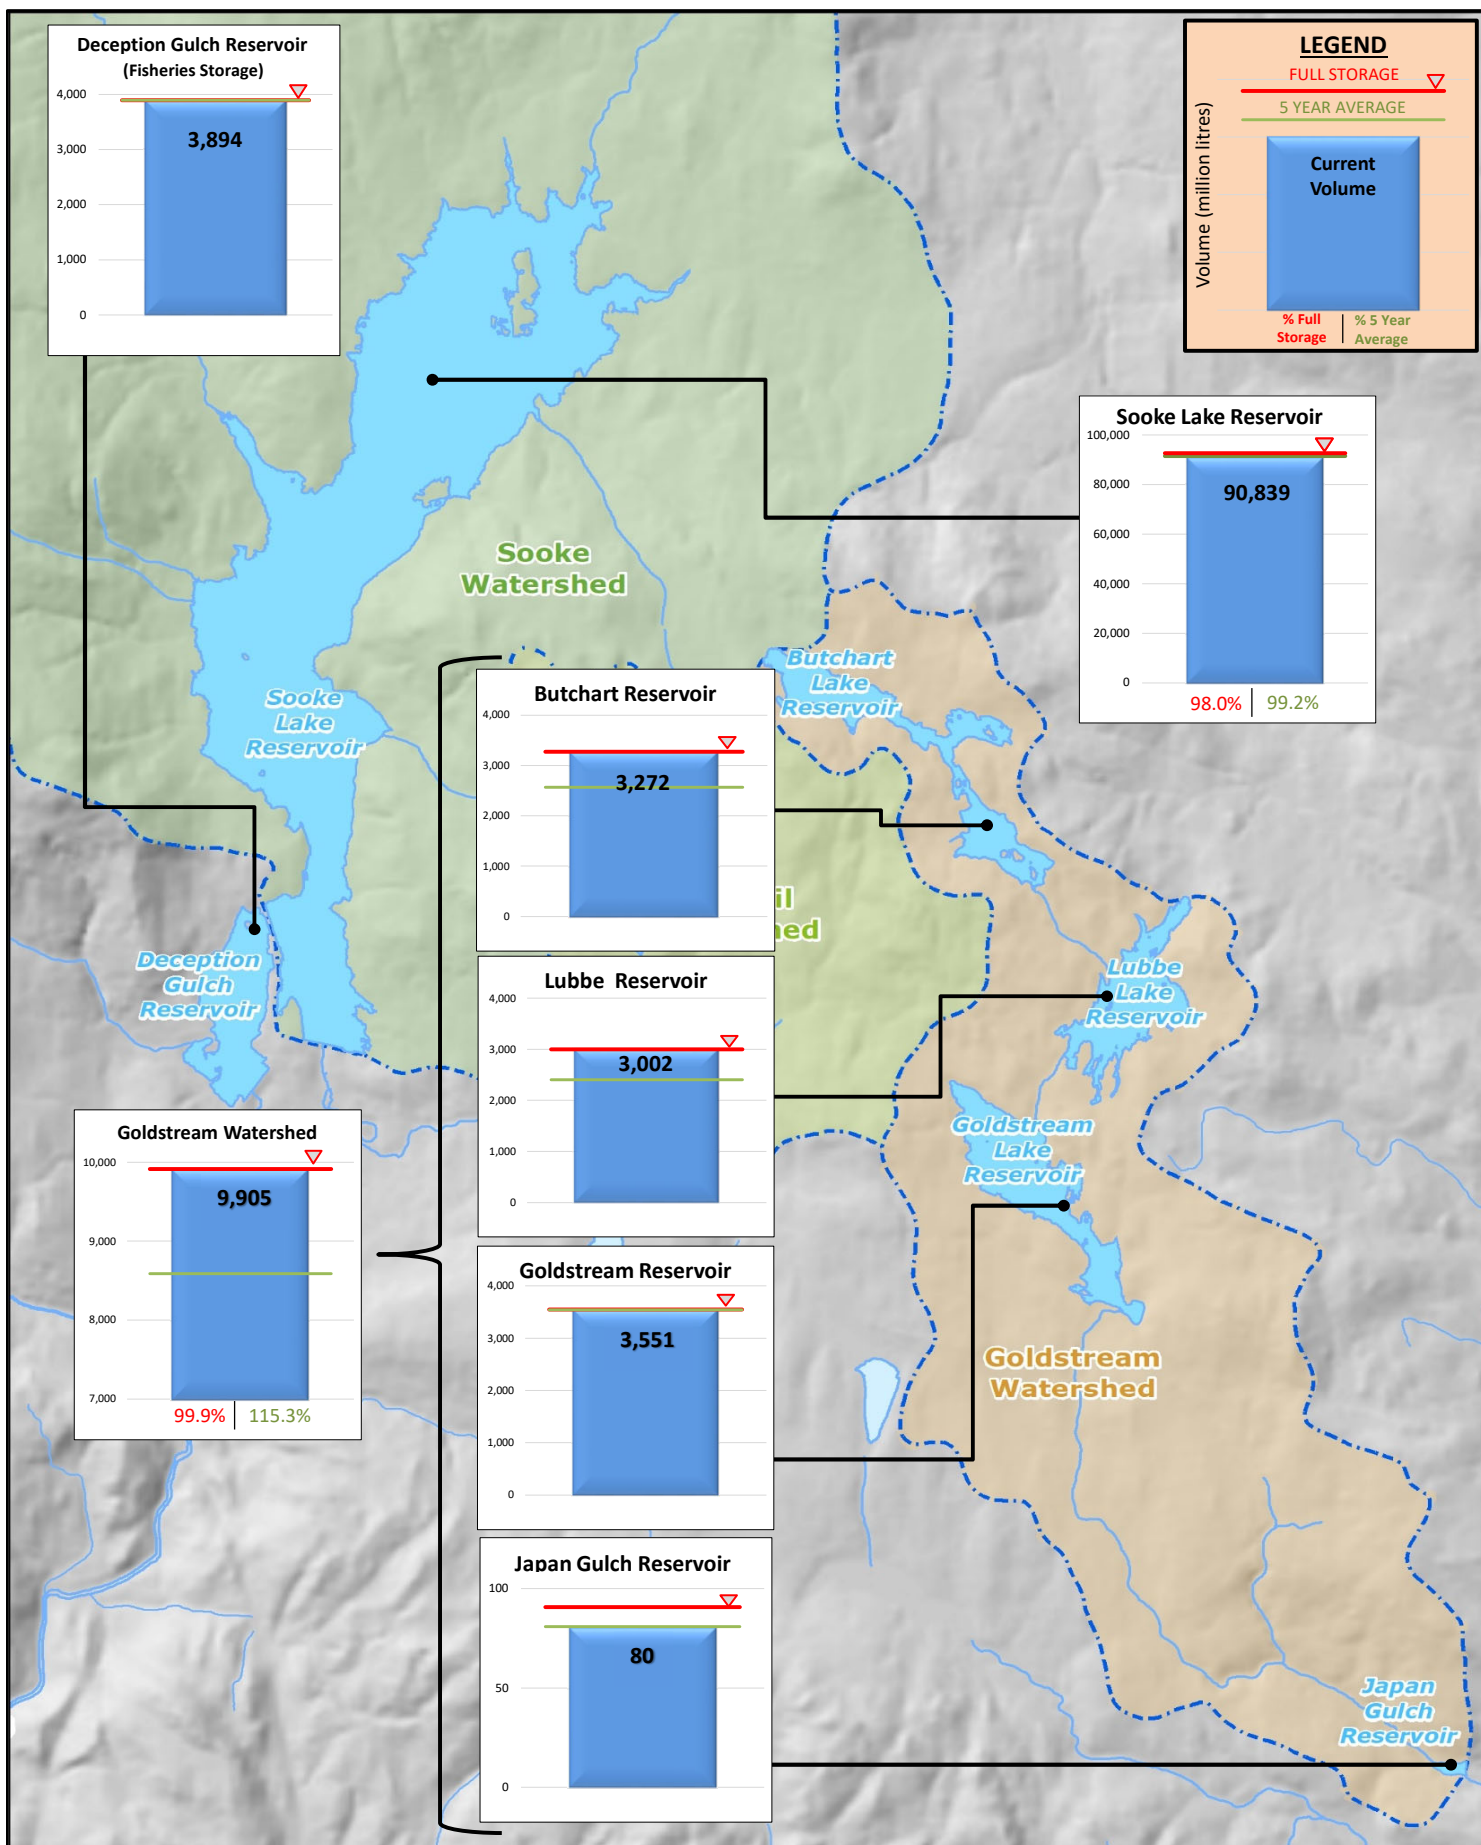 Deception Gulch Reservoir
(Fisheries Storage)
4,000
3,000
2,000
1,000
0
3,894
LEGEND
FULL STORAGE
5 YEAR AVERAGE
Volume (million litres)
Current
Volume
% Full
Storage
% 5 Year
Average
Sooke Lake Reservoir
100,000
80,000
60,000
40,000
20,000
0
90,839
98.0%
99.2%
Sooke
Watershed
Sooke
Lake
Reservoir
Butchart
Lake
Reservoir
Butchart Reservoir
4,000
3,000
2,000
1,000
0
3,272
il
Deception
Gulch
Reservoir
Lubbe
Lake
Reservoir
Lubbe Reservoir
4,000
3,000
2,000
1,000
0
3,002
Goldstream
Lake
Reservoir
Goldstream Watershed
10,000
9,000
8,000
7,000
9,905
99.9%
115.3%
Goldstream Reservoir
4,000
3,000
2,000
1,000
0
3,551
Goldstream
Watershed
Japan Gulch Reservoir
100
50
0
80
Japan
Gulch
Reservoir